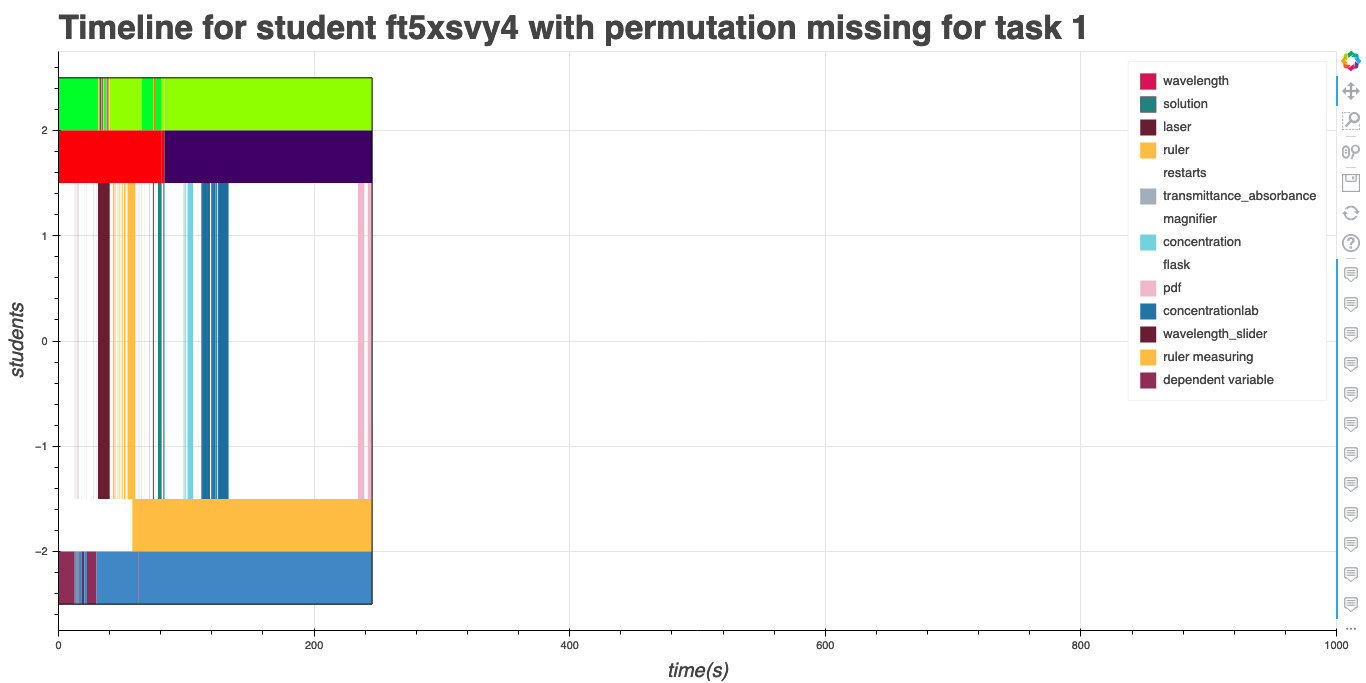 Timeline for student ft5xsvy4 with permutation missing for task 1
wavelength
solution
laser
ruler
restarts
transmittance_absorbance
magnifier
concentration
flask
pdf
concentrationlab
wavelength_slider
ruler measuring
dependent variable
students
2
1
0
−1
−2
0
200
400
600
800
1000
time(s)